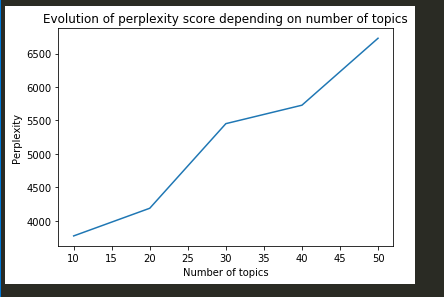 Evolution of perplexity score depending on number of topics
6500
6000
5500
5000
4500
4000
Perplexity
10 15 20 25 30 35 40 45 50
Number of topics